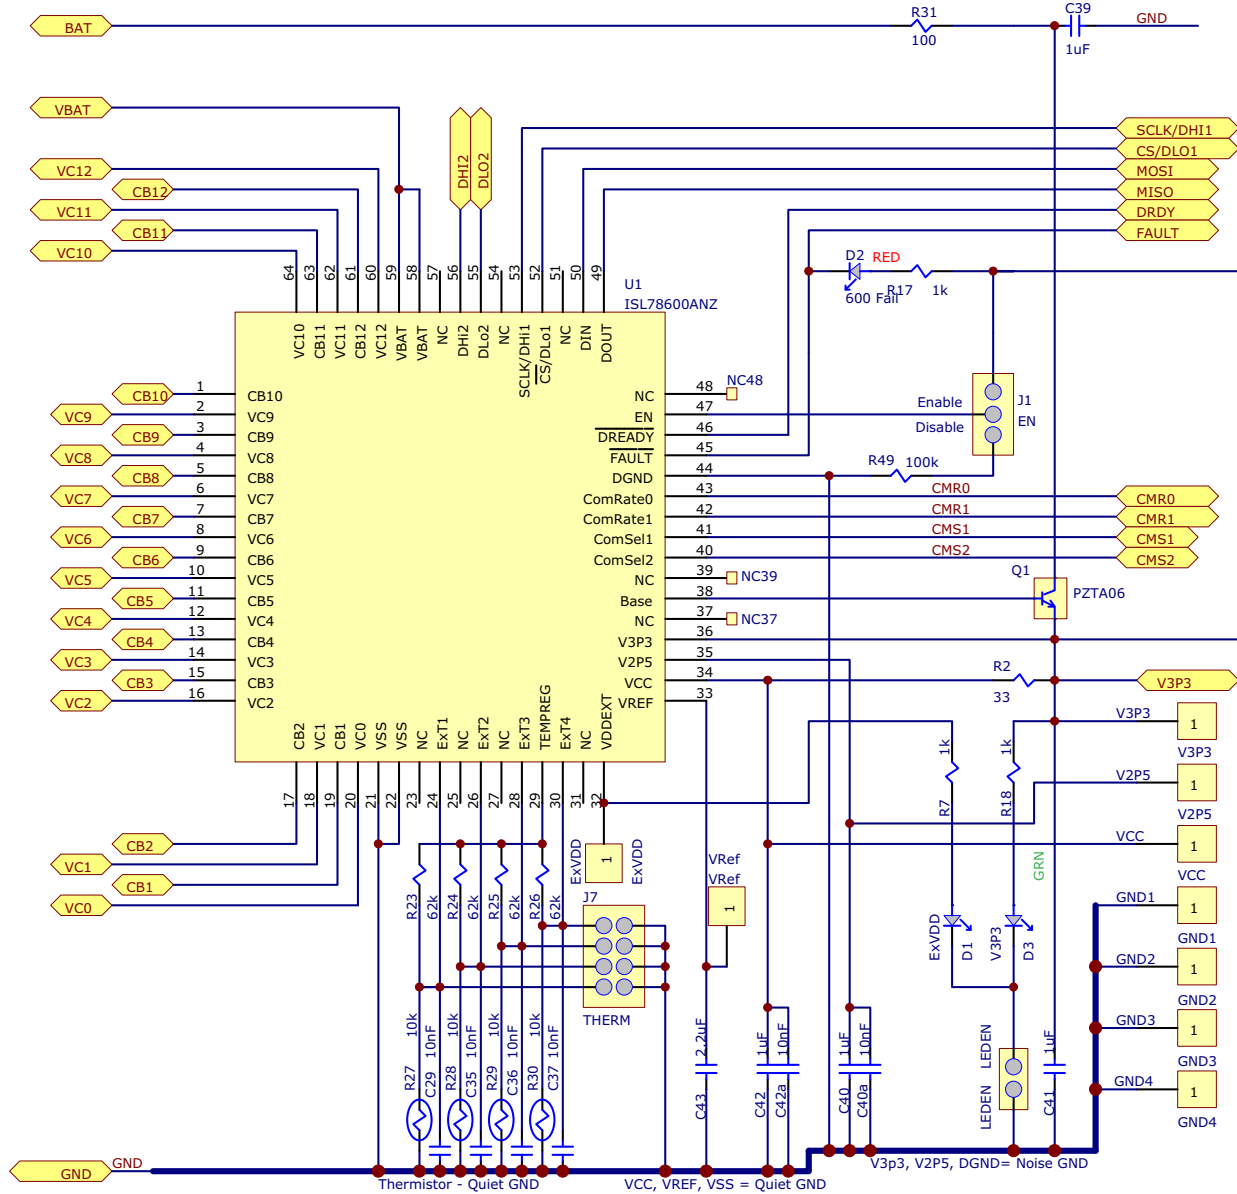 BAT
R31
100
C39
1uF
GND
VBAT
VC12
CB12
VC11
CB11
VC10
DHI2
DLO2
SCLK/DHI1
CS/DLO1
MOSI
MISO
DRDY
FAULT
D2
RED
600 Fail
R17
1k
U1
ISL78600ANZ
64
63
62
61
60
59
58
57
56
55
54
53
52
51
50
49
VC10
CB11
VC11
CB12
VC12
VBAT
VBAT
NC
DHi2
DLo2
NC
SCLK/DHi1
CS/DLo1
NC
DIN
DOUT
CB10 1 CB10
VC9 2 VC9
CB9 3 CB9
VC8 4 VC8
CB8 5 CB8
VC7 6 VC7
CB7 7 CB7
VC6 8 VC6
CB6 9 CB6
VC5 10 VC5
CB5 11 CB5
VC4 12 VC4
CB4 13 CB4
VC3 14 VC3
CB3 15 CB3
VC2 16 VC2
NC 48 NC48
EN 47
DREADY 46
FAULT 45
DGND 44
ComRate0 43 CMR0 CMR0
ComRate1 42 CMR1 CMR1
ComSel1 41 CMS1 CMS1
ComSel2 40 CMS2 CMS2
NC 39 NC39
Base 38
NC 37 NC37
V3P3 36
V2P5 35
VCC 34
VREF 33
Enable
Disable
J1
EN
R49 100k
Q1
PZTA06
R2
33
V3P3
CB2
VC1
CB1
VC0
VSS
VSS
NC
ExT1
NC
ExT2
NC
ExT3
TEMPREG
ExT4
NC
VDDEXT
17
18
19
20
21
22
23
24
25
26
27
28
29
30
31
32
CB2
VC1
CB1
VC0
R23
62k
R24
62k
R25
62k
R26
62k
ExVDD
1
ExVDD
J7
THERM
VRef
VRef
1
1k
R7
1k
R18
GRN
ExVDD
D1
V3P3
D3
V3P3
1
V3P3
V2P5
1
V2P5
VCC
1
VCC
GND1
1
GND1
GND2
1
GND2
GND3
1
GND3
GND4
1
GND4
10k
R27
10nF
C29
10k
R28
10nF
C35
10k
R29
10nF
C36
10k
R30
10nF
C37
2.2uF
C43
1uF
C42
10nF
C42a
1uF
C40
10nF
C40a
LEDEN
LEDEN
1uF
C41
GND
GND
Thermistor - Quiet GND
VCC, VREF, VSS = Quiet GND
V3p3, V2P5, DGND= Noise GND